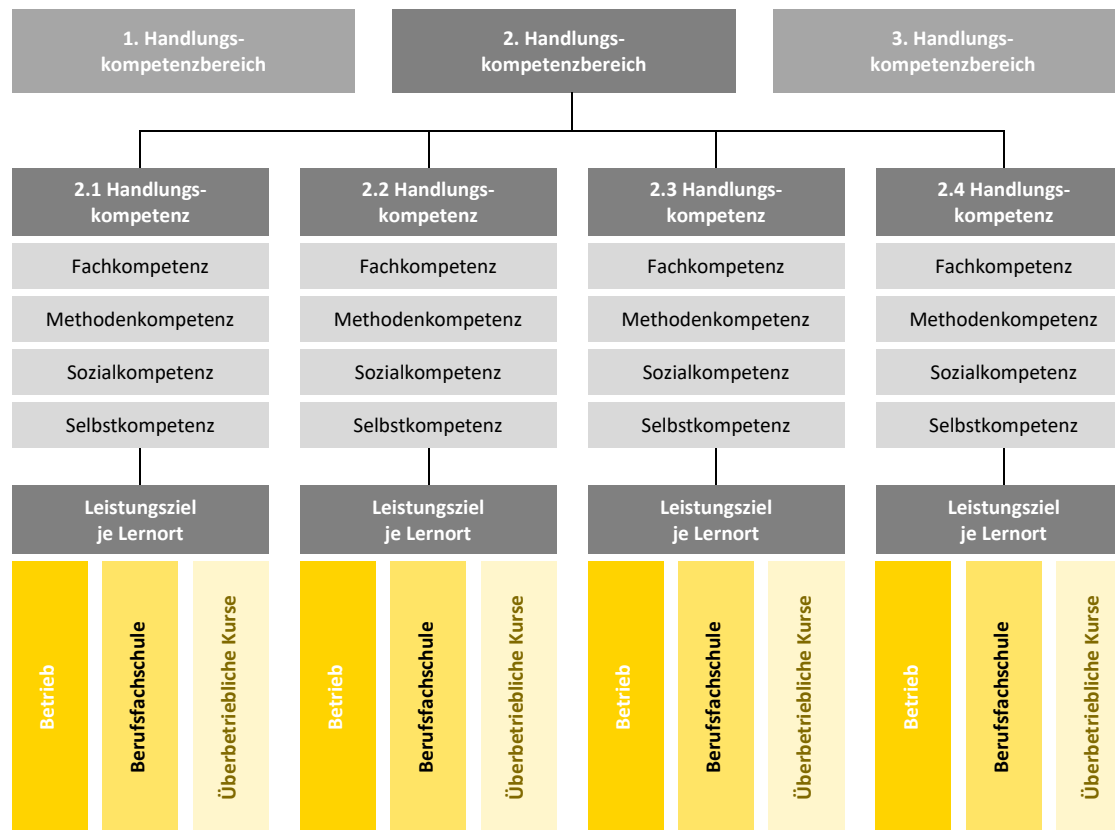 1. Handlungs-
kompetenzbereich
2. Handlungs-
kompetenzbereich
3. Handlungs-
kompetenzbereich
2.1 Handlungs-
kompetenz
2.2 Handlungs-
kompetenz
2.3 Handlungs-
kompetenz
2.4 Handlungs-
kompetenz
Fachkompetenz
Fachkompetenz
Fachkompetenz
Fachkompetenz
Methodenkompetenz
Methodenkompetenz
Methodenkompetenz
Methodenkompetenz
Sozialkompetenz
Sozialkompetenz
Sozialkompetenz
Sozialkompetenz
Selbstkompetenz
Selbstkompetenz
Selbstkompetenz
Selbstkompetenz
Leistungsziel
je Lernort
Leistungsziel
je Lernort
Leistungsziel
je Lernort
Leistungsziel
je Lernort
Betrieb
Berufsfachschule
Überbetriebliche Kurse
Betrieb
Berufsfachschule
Überbetriebliche Kurse
Betrieb
Berufsfachschule
Überbetriebliche Kurse
Betrieb
Berufsfachschule
Überbetriebliche Kurse